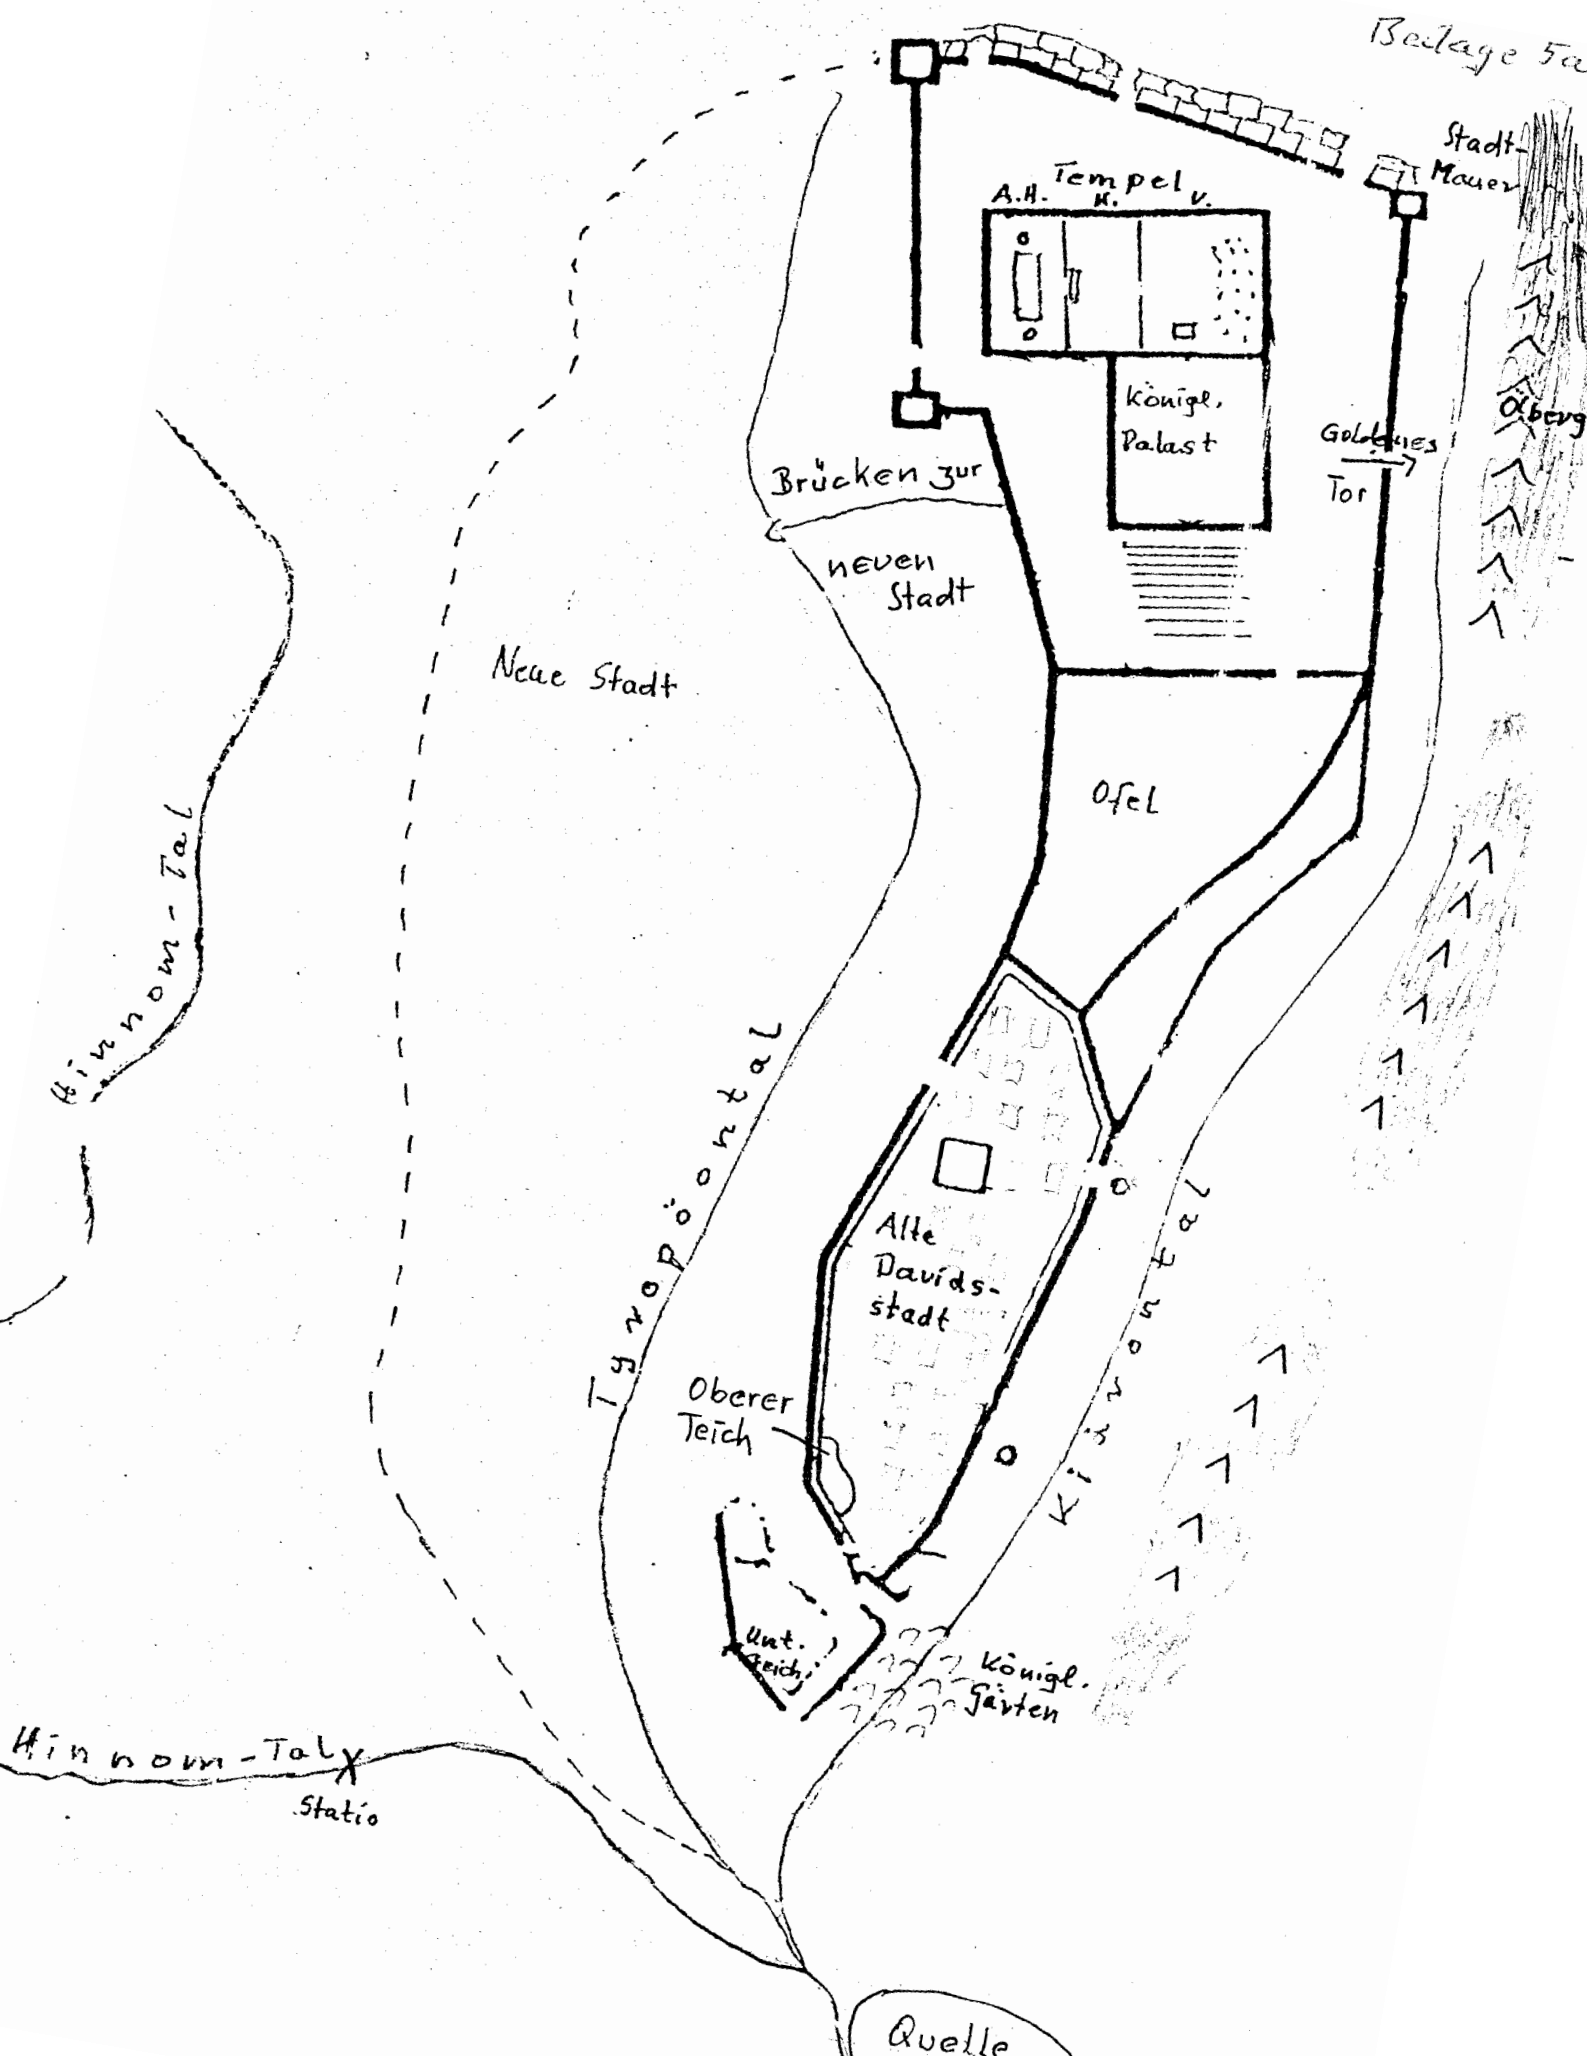 Beilage 5a
Stadt-
Mauer
Tempel
A.H. H. V.
Königl.
Palast
Ölberg
Goldenes
Tor
Brücken zur
neuen
Stadt
Neue Stadt
Ofel
Hinnom-Tal
Tyropöontal
Alte
Davids-
stadt
Kidrontal
Oberer
Teich
Unt.
Teich
Königl.
Gärten
Hinnom-Tal
Statio
Quelle